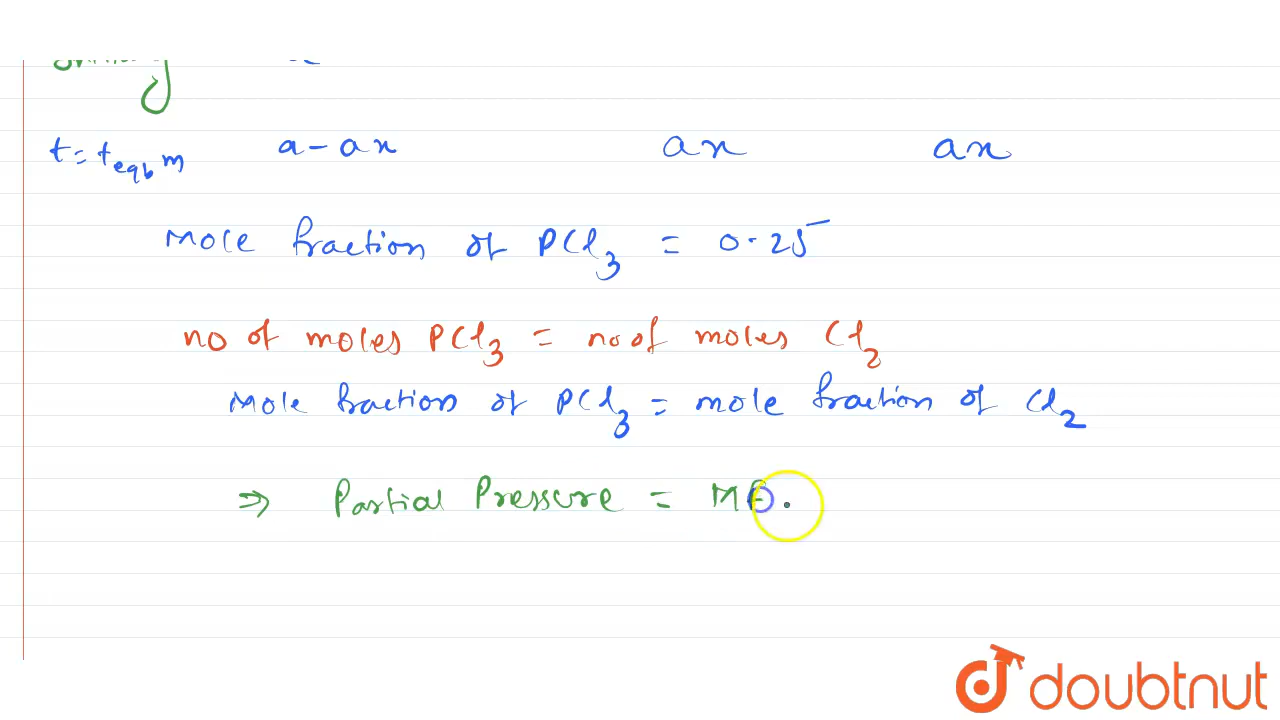 t = t eqbm a - ax ax ax
Mole fraction of PCl3 = 0.25
no of moles PCl3 = no of moles Cl2
Mole fraction of PCl3 = mole fraction of Cl2
⇒ Partial Pressure = MF.
doubtnut